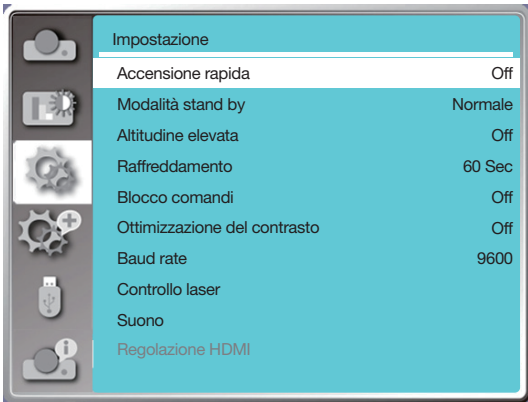 Impostazione
Accensione rapida Off
Modalità stand by Normale
Altitudine elevata Off
Raffreddamento 60 Sec
Blocco comandi Off
Ottimizzazione del contrasto Off
Baud rate 9600
Controllo laser
Suono
Regolazione HDMI